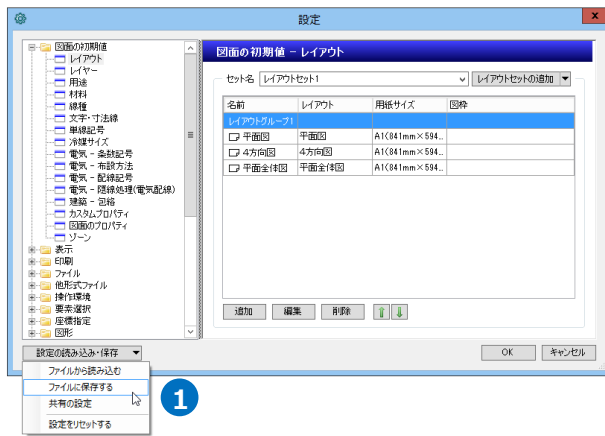 設定
図面の初期値
レイアウト
レイヤー
用途
材料
線種
文字・寸法線
単線記号
冷媒サイズ
電気 - 条数記号
電気 - 布設方法
電気 - 配線記号
電気 - 隠線処理(電気配線)
建築 - 包絡
カスタムプロパティ
図面のプロパティ
ゾーン
表示
印刷
ファイル
他形式ファイル
操作環境
要素選択
座標指定
図形
図面の初期値 - レイアウト
セット名 レイアウトセット1 レイアウトセットの追加
名前 レイアウト 用紙サイズ 図枠
レイアウトグループ1
平面図 平面図 A1(841mm×594...
4方向図 4方向図 A1(841mm×594...
平面全体図 平面全体図 A1(841mm×594...
追加 編集 削除
設定の読み込み・保存 OK キャンセル
ファイルから読み込む
ファイルに保存する
共有の設定
設定をリセットする
1